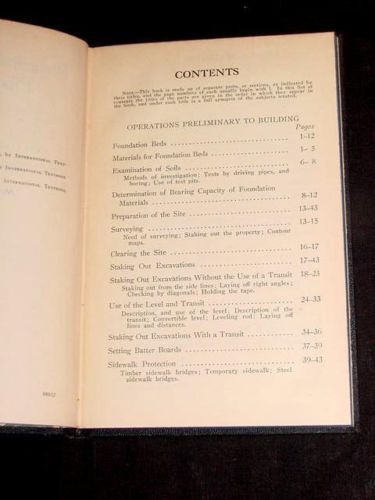 CONTENTS
NOTE.—This book is made up of separate parts, or sections, as indicated by
their titles, and the page numbers of each usually begin with 1. In this list of
contents the titles of the parts are given in the order in which they appear in
the book, and under each title is a full synopsis of the subjects treated.
OPERATIONS PRELIMINARY TO BUILDING
Pages
Foundation Beds 1-12
Materials for Foundation Beds 1- 5
Examination of Soils 6- 8
Methods of investigation; Tests by driving pipes, and
boring; Use of test pits.
Determination of Bearing Capacity of Foundation
Materials 8-12
Preparation of the Site 13-43
Surveying 13-15
Need of surveying; Staking out the property; Contour
maps.
Clearing the Site 16-17
Staking Out Excavations 17-43
Staking Out Excavations Without the Use of a Transit 18-23
Staking out from the side lines; Laying off right angles;
Checking by diagonals; Holding the tape.
Use of the Level and Transit 24-33
Description, and use of the level; Description of the
transit; Convertible level; Leveling rod; Laying off
lines and distances.
Staking Out Excavations With a Transit 34-36
Setting Batter Boards 37-39
Sidewalk Protection 39-43
Timber sidewalk bridges; Temporary sidewalk; Steel
sidewalk bridges.
BY INTERNATIONAL TEXT-
INTERNATIONAL TEXTBOOK
INTERNATIONAL TEXTBOOK